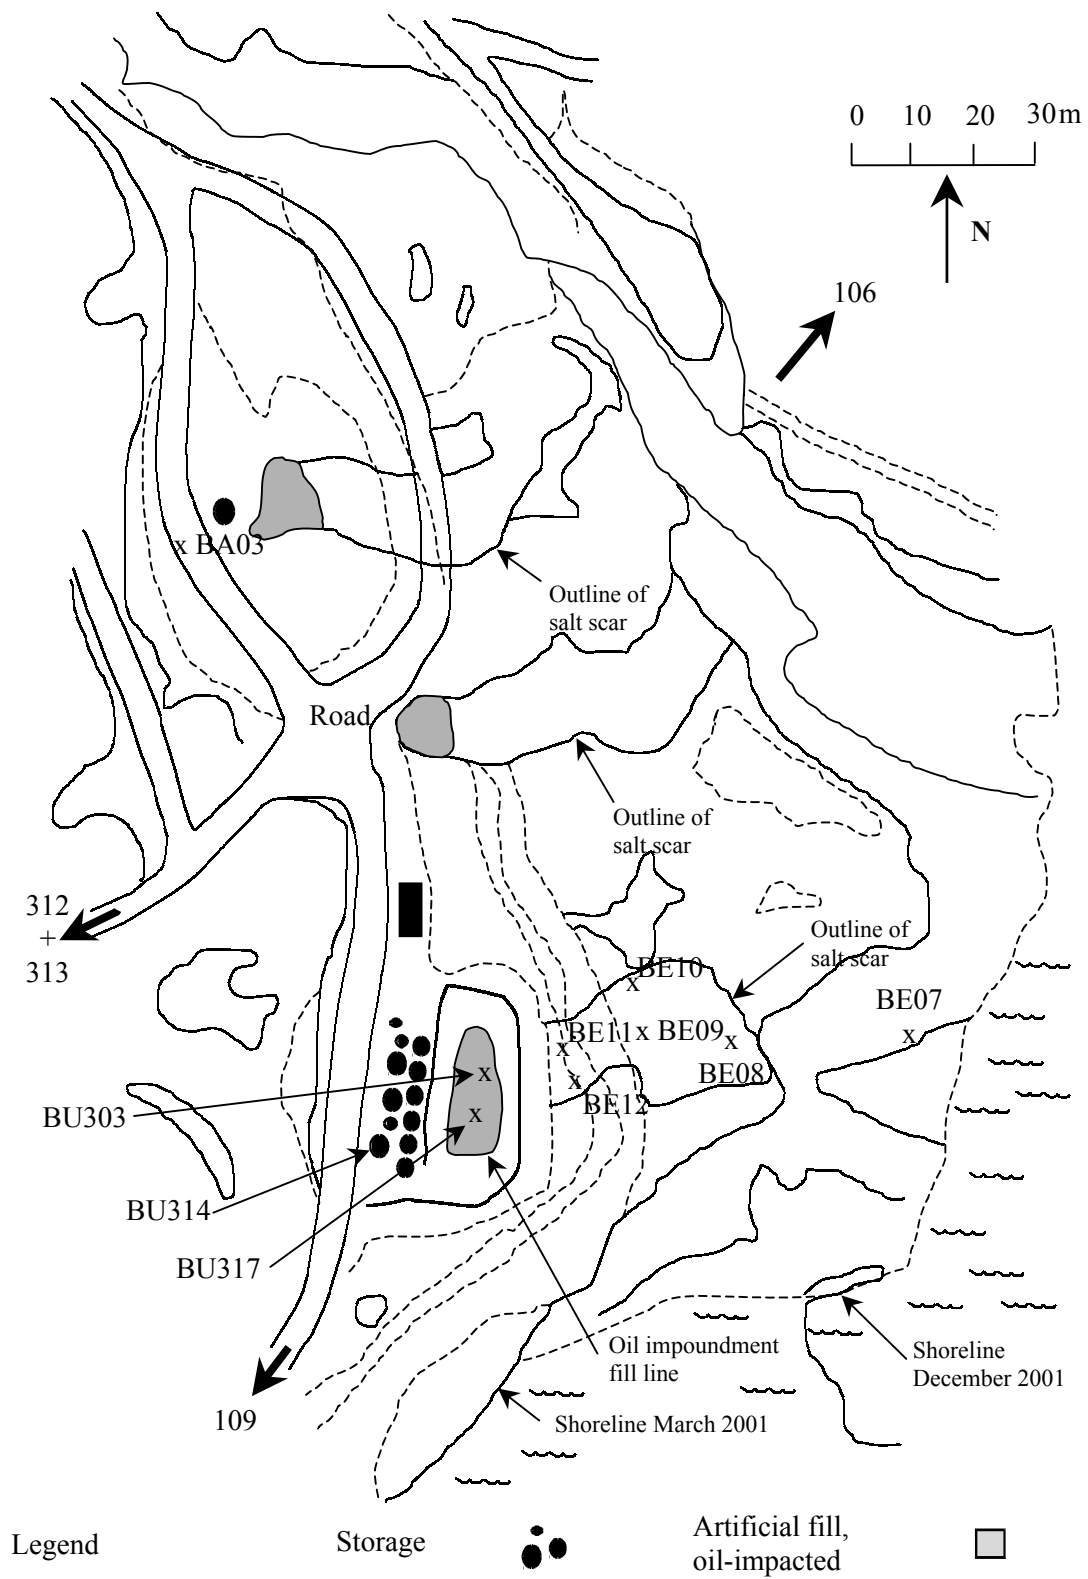 0 10 20 30 m
N
106
x BA03
Outline of
salt scar
Road
Outline of
salt scar
312
+
313
Outline of
salt scar
BE10
x
BE07
x
BE11 x BE09 x
x
BE08
x
BE12
x
BU303
x
BU314
BU317
Oil impoundment
fill line
Shoreline
December 2001
109
Shoreline March 2001
Legend
Storage
Artificial fill,
oil-impacted